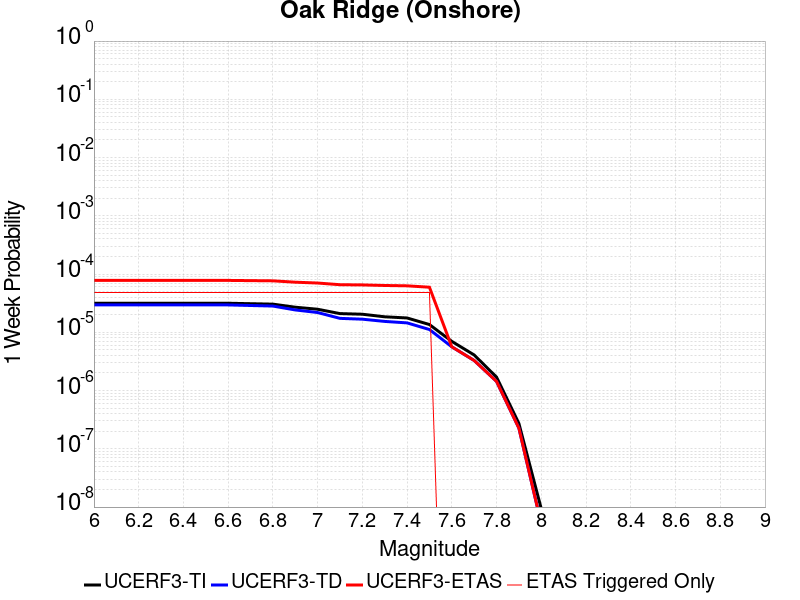 Oak Ridge (Onshore)
10^0
10^-1
10^-2
10^-3
10^-4
10^-5
10^-6
10^-7
10^-8
1 Week Probability
6 6.2 6.4 6.6 6.8 7 7.2 7.4 7.6 7.8 8 8.2 8.4 8.6 8.8 9
Magnitude
UCERF3-TI UCERF3-TD UCERF3-ETAS ETAS Triggered Only